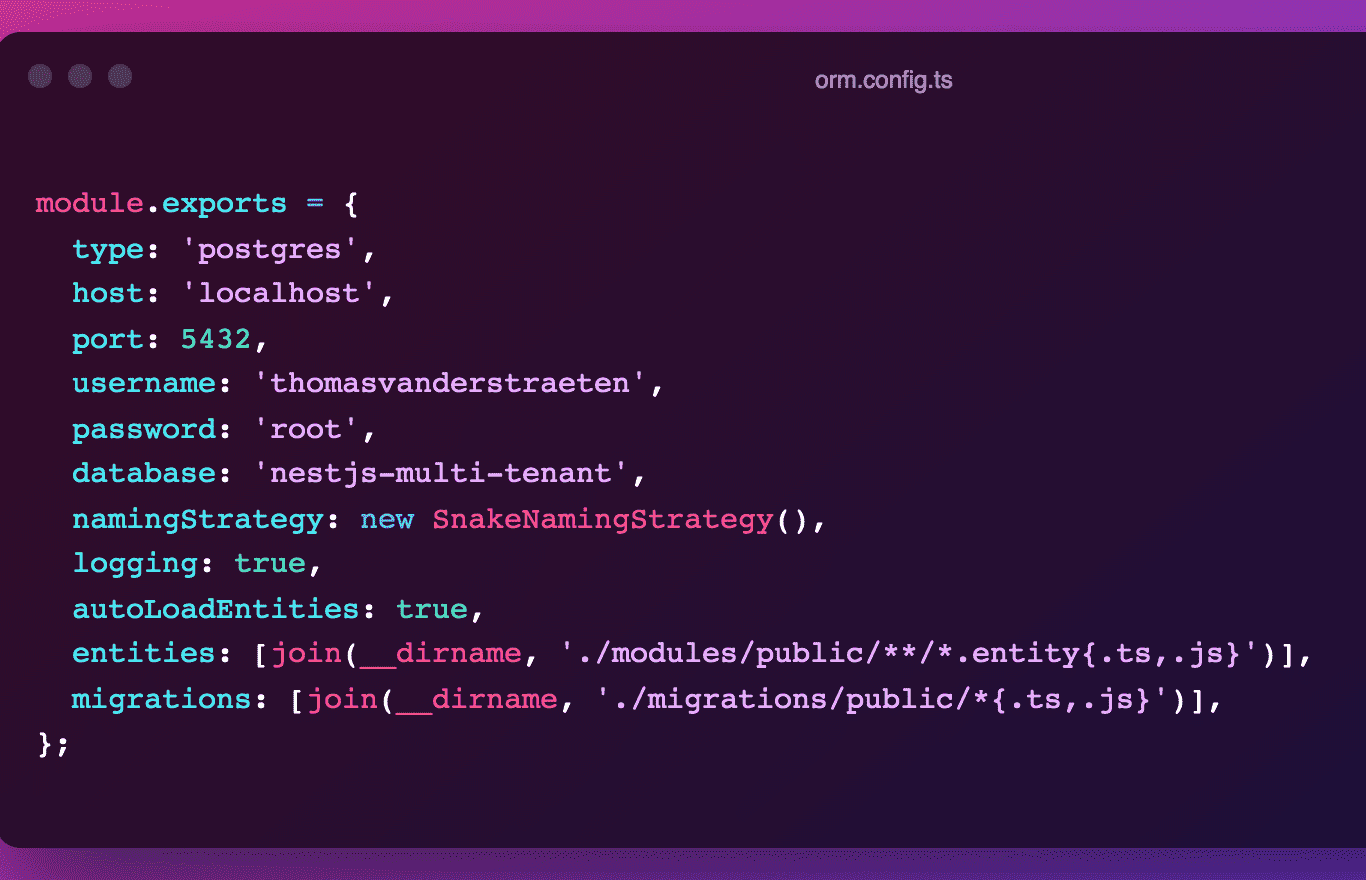 orm.config.ts
module.exports = {
  type: 'postgres',
  host: 'localhost',
  port: 5432,
  username: 'thomasvanderstraeten',
  password: 'root',
  database: 'nestjs-multi-tenant',
  namingStrategy: new SnakeNamingStrategy(),
  logging: true,
  autoLoadEntities: true,
  entities: [join(__dirname, './modules/public/**/*.entity{.ts,.js}')],
  migrations: [join(__dirname, './migrations/public/*{.ts,.js}')],
};